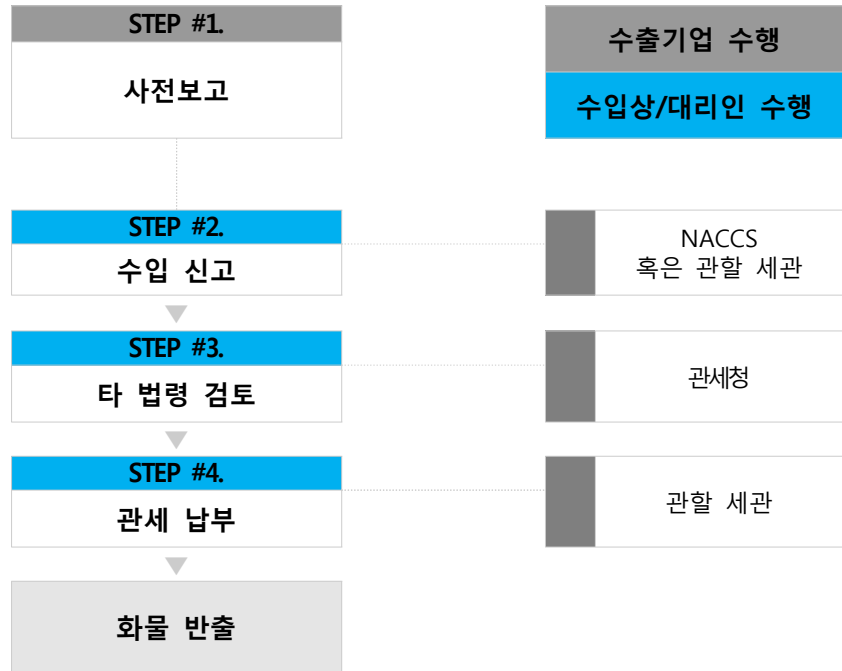 STEP #1.
사전보고
수출기업 수행
수입상/대리인 수행
STEP #2.
수입 신고
NACCS
혹은 관할 세관
STEP #3.
타 법령 검토
관세청
STEP #4.
관세 납부
관할 세관
화물 반출